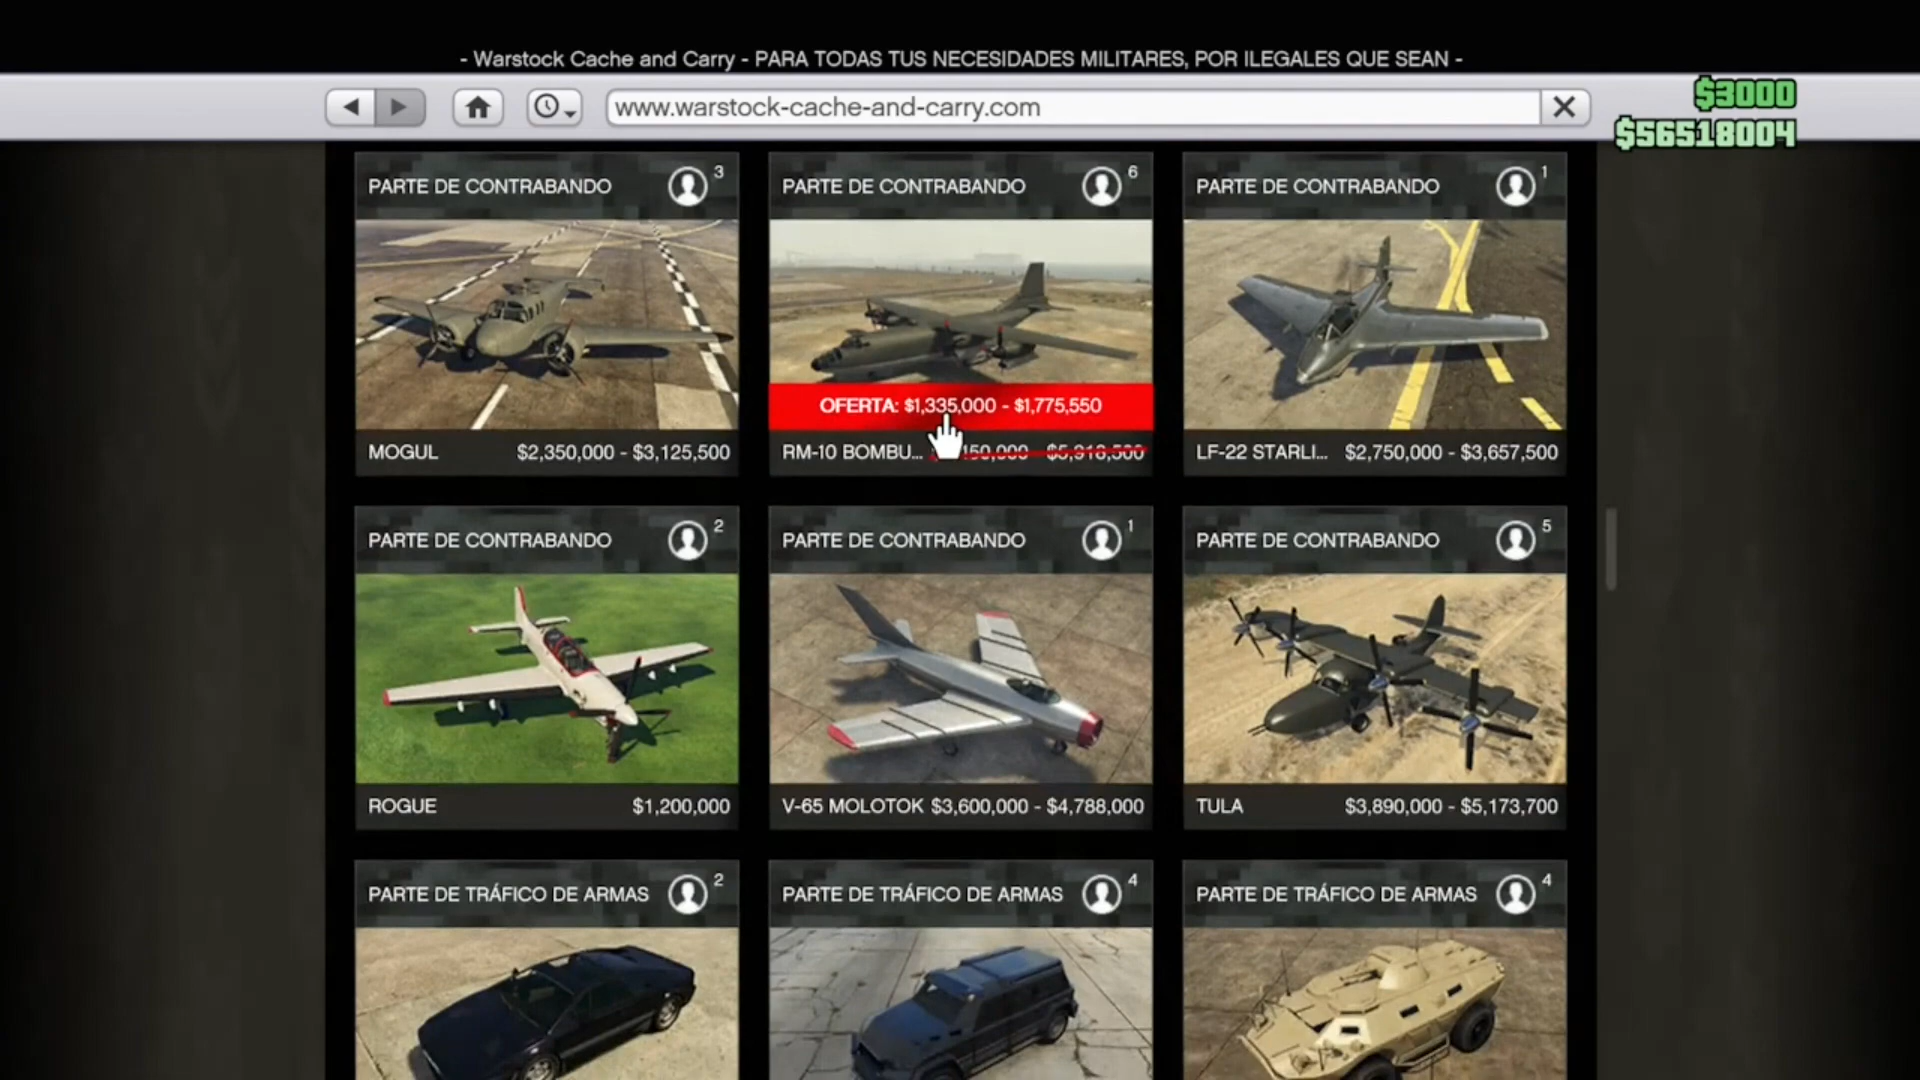 - Warstock Cache and Carry - PARA TODAS TUS NECESIDADES MILITARES, POR ILEGALES QUE SEAN -
www.warstock-cache-and-carry.com
$3000
$56518004
PARTE DE CONTRABANDO 3
PARTE DE CONTRABANDO 6
PARTE DE CONTRABANDO 1
OFERTA: $1,335,000 - $1,775,550
MOGUL $2,350,000 - $3,125,500
RM-10 BOMBU... 150,000 - $5,918,500
LF-22 STARLI... $2,750,000 - $3,657,500
PARTE DE CONTRABANDO 2
PARTE DE CONTRABANDO 1
PARTE DE CONTRABANDO 5
ROGUE $1,200,000
V-65 MOLOTOK $3,600,000 - $4,788,000
TULA $3,890,000 - $5,173,700
PARTE DE TRÁFICO DE ARMAS 2
PARTE DE TRÁFICO DE ARMAS 4
PARTE DE TRÁFICO DE ARMAS 4